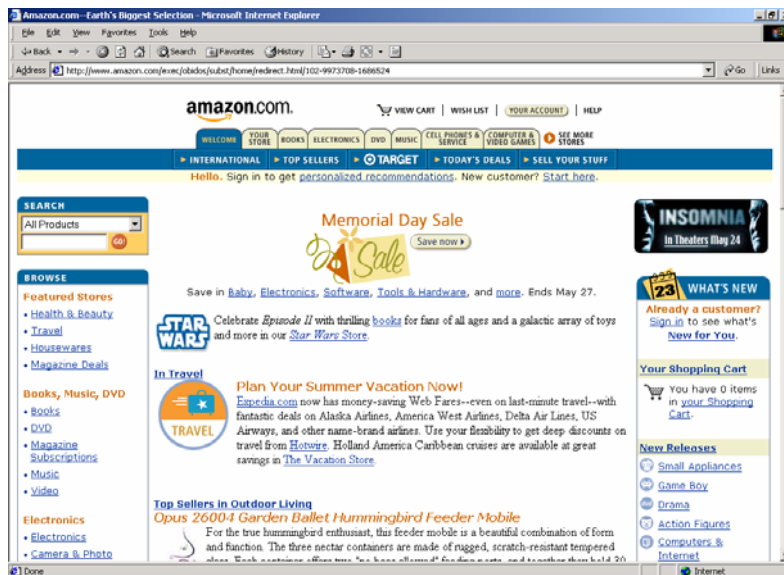 Amazon.com--Earth's Biggest Selection - Microsoft Internet Explorer
File Edit View Favorites Tools Help
Back Search Favorites History
Address http://www.amazon.com/exec/obidos/subst/home/redirect.html/102-9973708-1686524 Go Links
amazon.com. VIEW CART | WISH LIST | YOUR ACCOUNT | HELP
WELCOME YOUR STORE BOOKS ELECTRONICS DVD MUSIC CELL PHONES & SERVICE COMPUTER & VIDEO GAMES SEE MORE STORES
INTERNATIONAL TOP SELLERS TARGET TODAY'S DEALS SELL YOUR STUFF
Hello. Sign in to get personalized recommendations. New customer? Start here.
SEARCH
All Products
GO!
BROWSE
Featured Stores
Health & Beauty
Travel
Housewares
Magazine Deals
Books, Music, DVD
Books
DVD
Magazine
Subscriptions
Music
Video
Electronics
Electronics
Camera & Photo
Memorial Day Sale
Sale
Save now
Save in Baby, Electronics, Software, Tools & Hardware, and more. Ends May 27.
STAR WARS
Celebrate Episode II with thrilling books for fans of all ages and a galactic array of toys
and more in our Star Wars Store.
In Travel
TRAVEL
Plan Your Summer Vacation Now!
Expedia.com now has money-saving Web Fares--even on last-minute travel--with
fantastic deals on Alaska Airlines, America West Airlines, Delta Air Lines, US
Airways, and other name-brand airlines. Use your flexibility to get deep discounts on
travel from Hotwire. Holland America Caribbean cruises are available at great
savings in The Vacation Store.
Top Sellers in Outdoor Living
Opus 26004 Garden Ballet Hummingbird Feeder Mobile
For the true hummingbird enthusiast, this feeder mobile is a beautiful combination of form
and function. The three nectar containers are made of rugged, scratch-resistant tempered
INSOMNIA
In Theaters May 24
23 WHAT'S NEW
Already a customer?
Sign in to see what's
New for You.
Your Shopping Cart
You have 0 items
in your Shopping
Cart.
New Releases
Small Appliances
Game Boy
Drama
Action Figures
Computers &
Internet
Done Internet